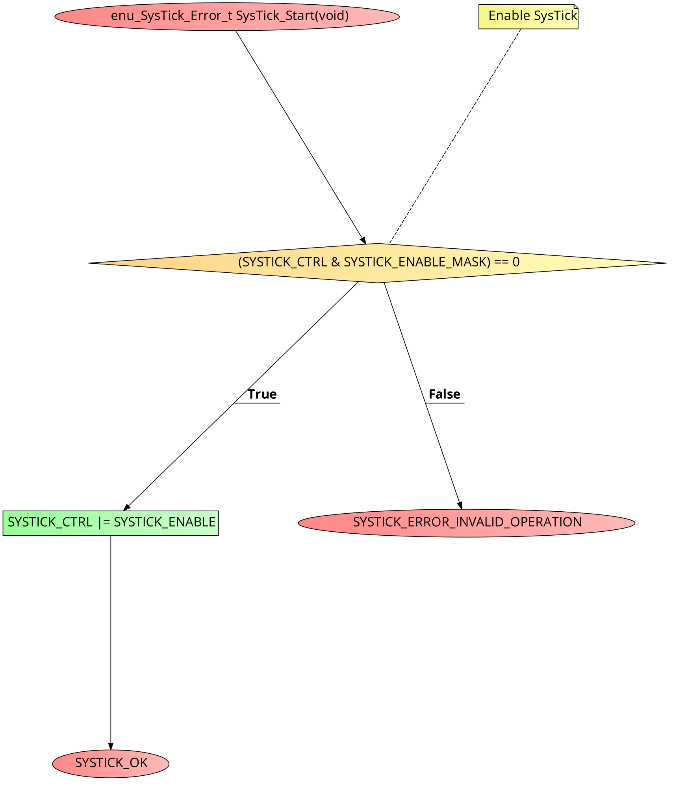 enu_SysTick_Error_t SysTick_Start(void)
Enable SysTick
(SYSTICK_CTRL & SYSTICK_ENABLE_MASK) == 0
True
False
SYSTICK_CTRL |= SYSTICK_ENABLE
SYSTICK_ERROR_INVALID_OPERATION
SYSTICK_OK